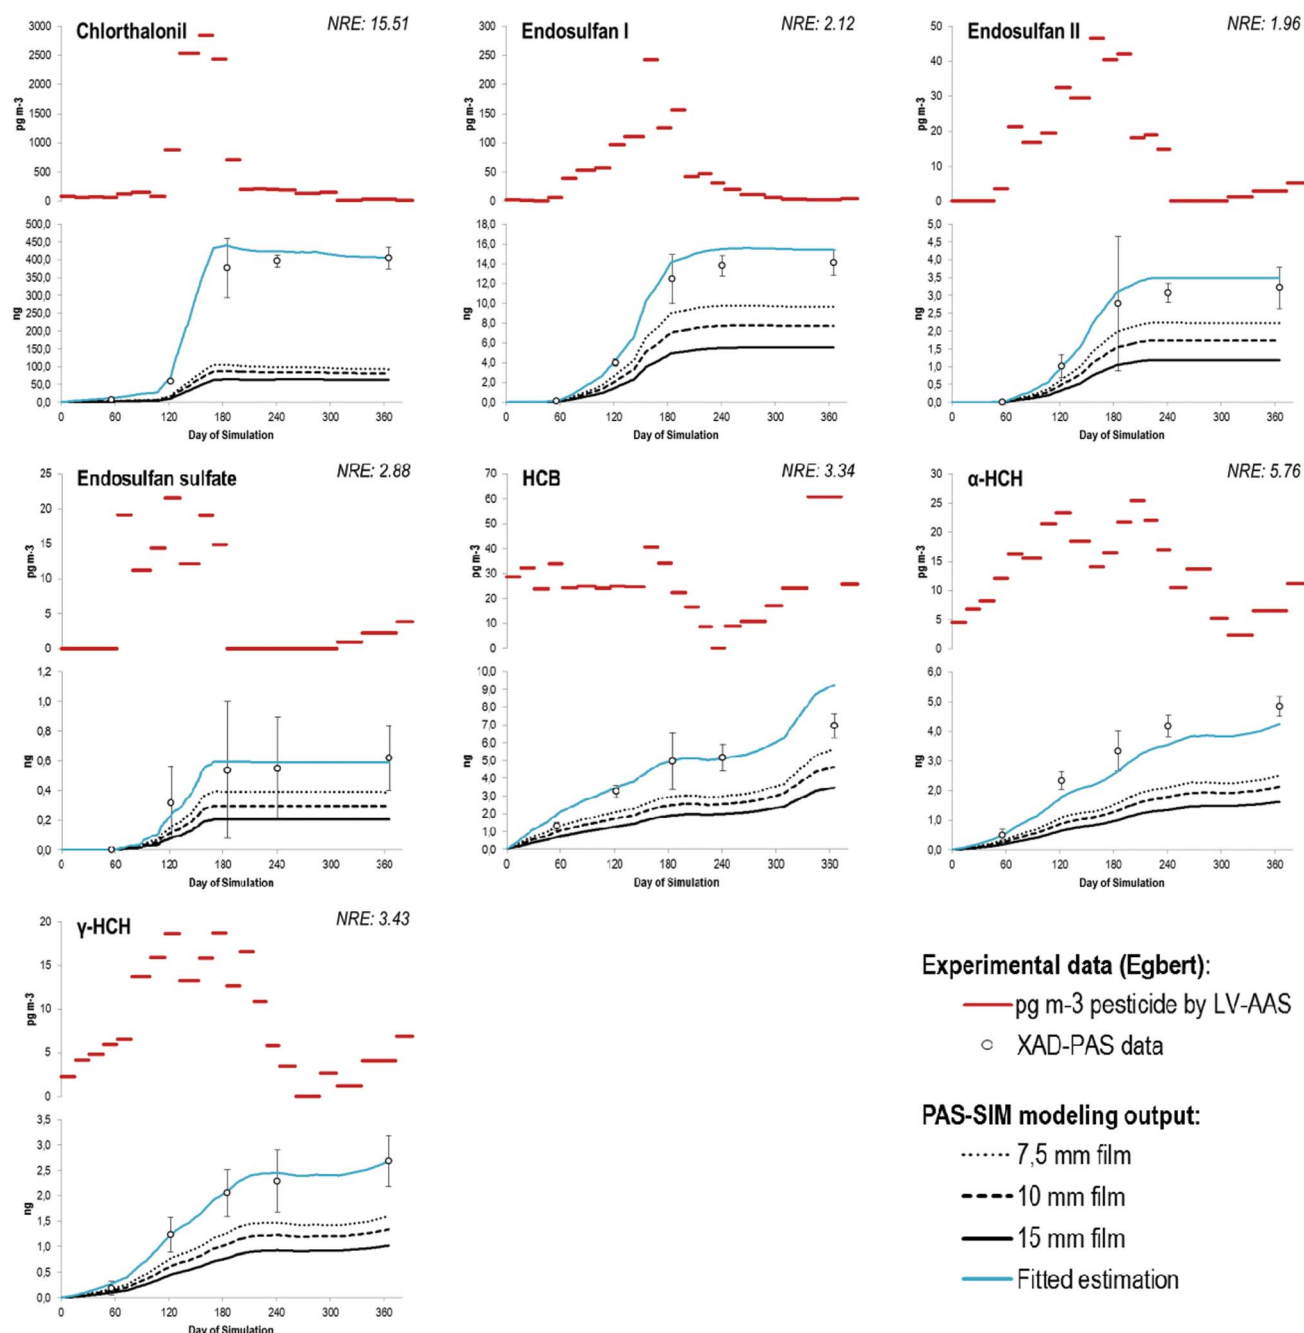 Chlorthalonil
NRE: 15.51
3000
2500
2000
1500
1000
500
0
pg m-3
500,0
450,0
400,0
350,0
300,0
250,0
200,0
150,0
100,0
50,0
0,0
ng
0 60 120 180 240 300 360
Day of Simulation
Endosulfan I
NRE: 2.12
300
250
200
150
100
50
0
pg m-3
18,0
16,0
14,0
12,0
10,0
8,0
6,0
4,0
2,0
0,0
ng
0 60 120 180 240 300 360
Day of Simulation
Endosulfan II
NRE: 1.96
50
40
30
20
10
0
pg m-3
5,0
4,5
4,0
3,5
3,0
2,5
2,0
1,5
1,0
0,5
0,0
ng
0 60 120 180 240 300 360
Day of Simulation
Endosulfan sulfate
NRE: 2.88
25
20
15
10
5
0
pg m-3
1,2
1,0
0,8
0,6
0,4
0,2
0,0
ng
0 60 120 180 240 300 360
Day of Simulation
HCB
NRE: 3.34
70
60
50
40
30
20
10
0
pg m-3
10,0
9,0
8,0
7,0
6,0
5,0
4,0
3,0
2,0
1,0
0,0
ng
0 60 120 180 240 300 360
Day of Simulation
α-HCH
NRE: 5.76
30
25
20
15
10
5
0
pg m-3
6,0
5,0
4,0
3,0
2,0
1,0
0,0
ng
0 60 120 180 240 300 360
Day of Simulation
γ-HCH
NRE: 3.43
20
15
10
5
0
pg m-3
3,5
3,0
2,5
2,0
1,5
1,0
0,5
0,0
ng
0 60 120 180 240 300 360
Day of Simulation
Experimental data (Egbert):
pg m-3 pesticide by LV-AAS
XAD-PAS data
PAS-SIM modeling output:
7,5 mm film
10 mm film
15 mm film
Fitted estimation